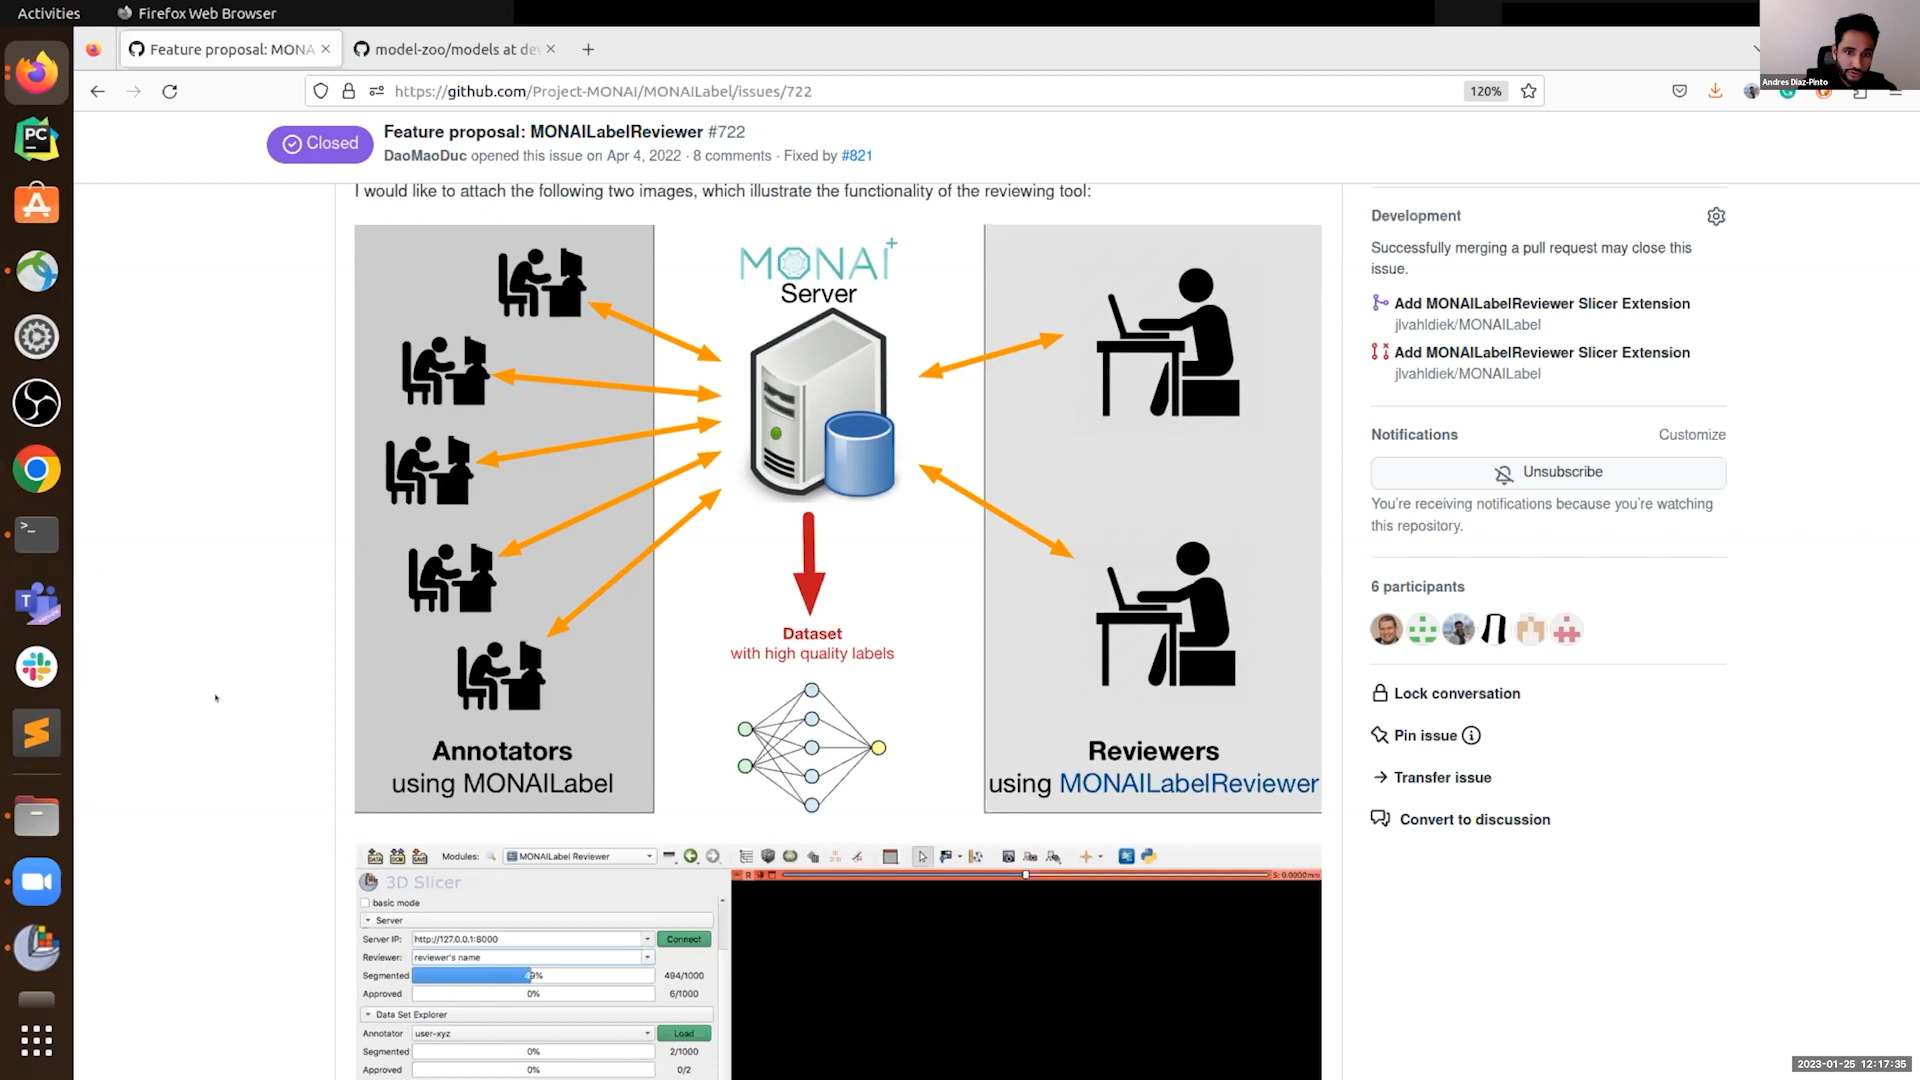 Activities
Firefox Web Browser
Feature proposal: MONA
model-zoo/models at de
https://github.com/Project-MONAI/MONAILabel/issues/722
120%
Andres Diaz-Pinto
Closed
Feature proposal: MONAILabelReviewer #722
DaoMaoDuc opened this issue on Apr 4, 2022 · 8 comments · Fixed by #821
I would like to attach the following two images, which illustrate the functionality of the reviewing tool:
MONAI+
Server
Dataset
with high quality labels
Annotators
using MONAILabel
Reviewers
using MONAILabelReviewer
Modules:
MONAILabel Reviewer
R
S: 0.0000mm
3D Slicer
basic mode
Server
Server IP:
http://127.0.0.1:8000
Connect
Reviewer:
reviewer's name
Segmented
49%
494/1000
Approved
0%
6/1000
Data Set Explorer
Annotator
user-xyz
Load
Segmented
0%
2/1000
Approved
0%
0/2
Development
Successfully merging a pull request may close this
issue.
Add MONAILabelReviewer Slicer Extension
jlvahldiek/MONAILabel
Add MONAILabelReviewer Slicer Extension
jlvahldiek/MONAILabel
Notifications
Customize
Unsubscribe
You're receiving notifications because you're watching
this repository.
6 participants
Lock conversation
Pin issue
Transfer issue
Convert to discussion
2023-01-25 12:17:35